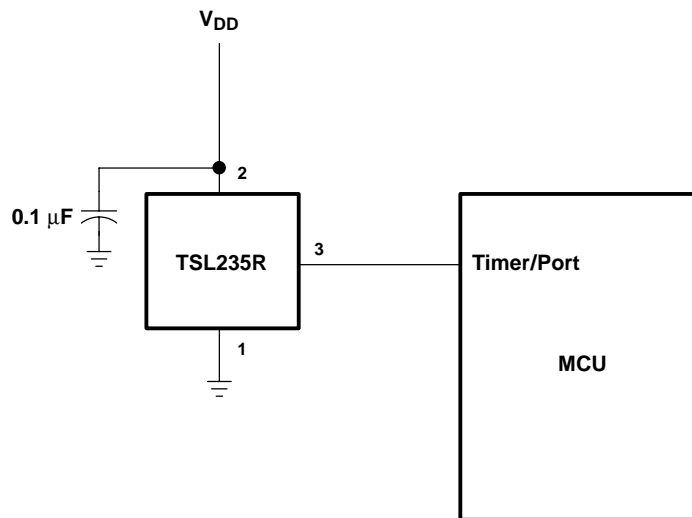 VDD
2
0.1 μF
TSL235R
3
Timer/Port
1
MCU